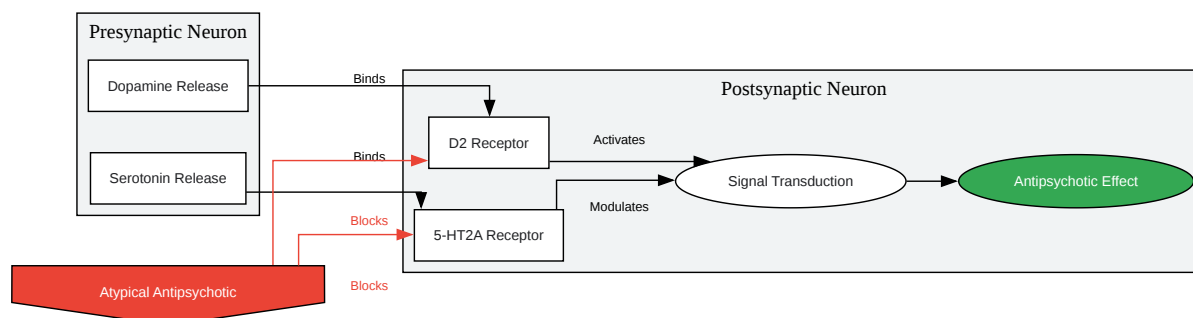 Presynaptic Neuron
Dopamine Release
Serotonin Release
Binds
Binds
Postsynaptic Neuron
D2 Receptor
5-HT2A Receptor
Activates
Modulates
Signal Transduction
Antipsychotic Effect
Blocks
Blocks
Atypical Antipsychotic